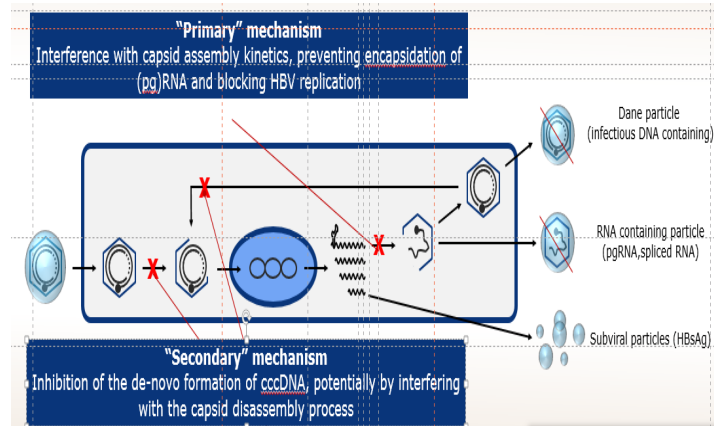 “Primary” mechanism
Interference with capsid assembly kinetics, preventing encapsidation of
(pg)RNA and blocking HBV replication
Dane particle
(infectious DNA containing)
RNA containing particle
(pgRNA,spliced RNA)
Subviral particles (HBsAg)
“Secondary” mechanism
Inhibition of the de-novo formation of cccDNA, potentially by interfering
with the capsid disassembly process